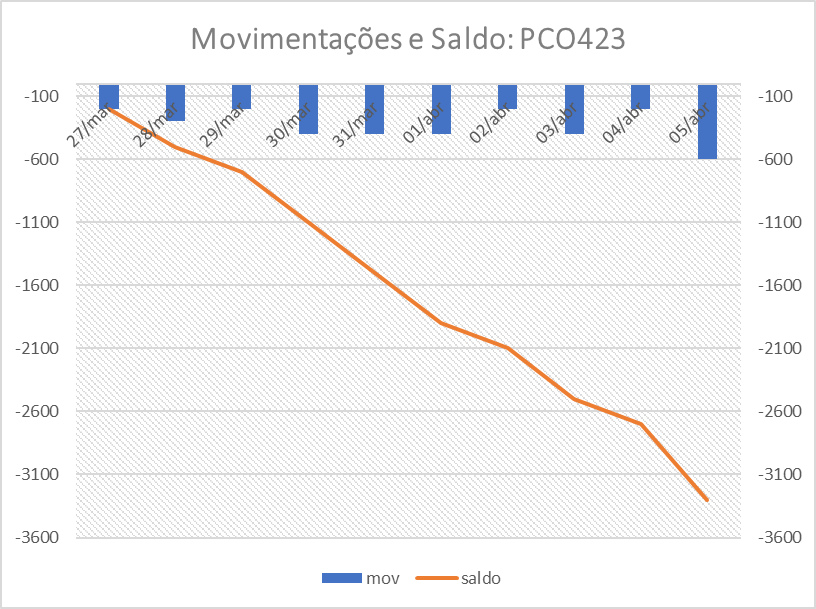 Movimentações e Saldo: PCO423
-100 -100
27/mar 28/mar 29/mar 30/mar 31/mar 01/abr 02/abr 03/abr 04/abr 05/abr
-600 -600
-1100 -1100
-1600 -1600
-2100 -2100
-2600 -2600
-3100 -3100
-3600 -3600
mov saldo